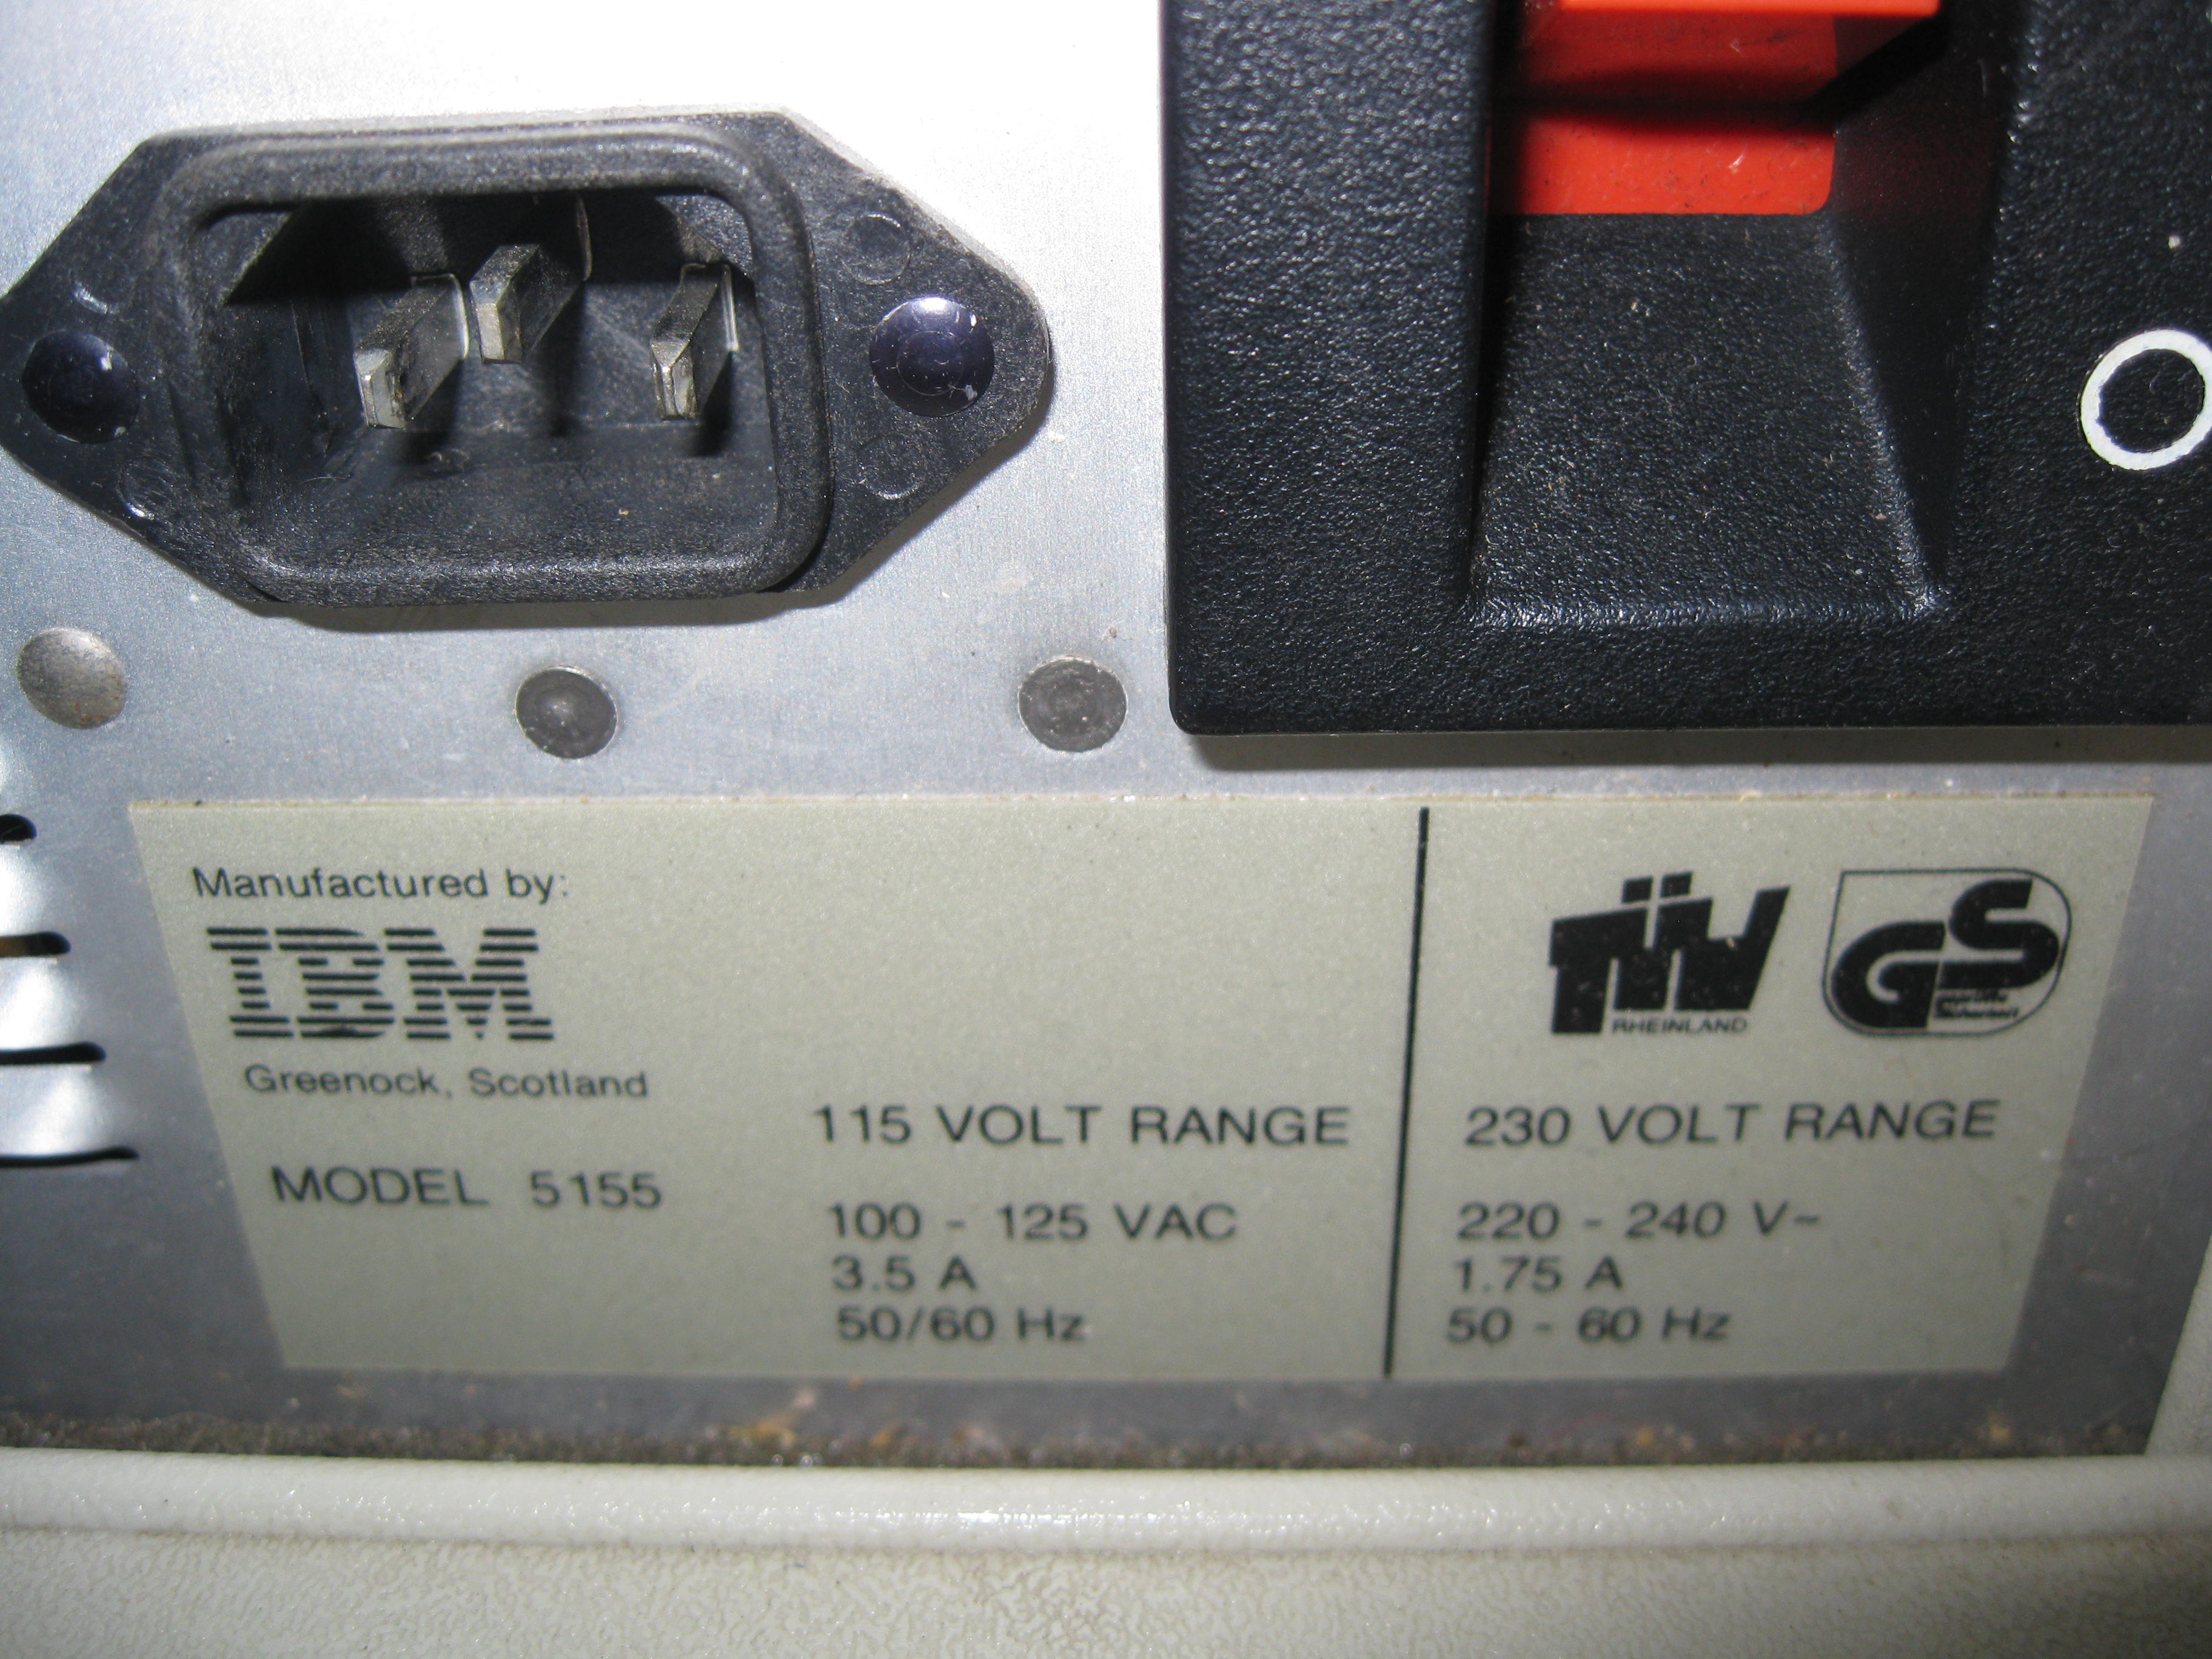 Manufactured by:
IBM
Greenock, Scotland
MODEL 5155
115 VOLT RANGE
100 - 125 VAC
3.5 A
50/60 Hz
TÜV
RHEINLAND
GS
230 VOLT RANGE
220 - 240 V~
1.75 A
50 - 60 Hz